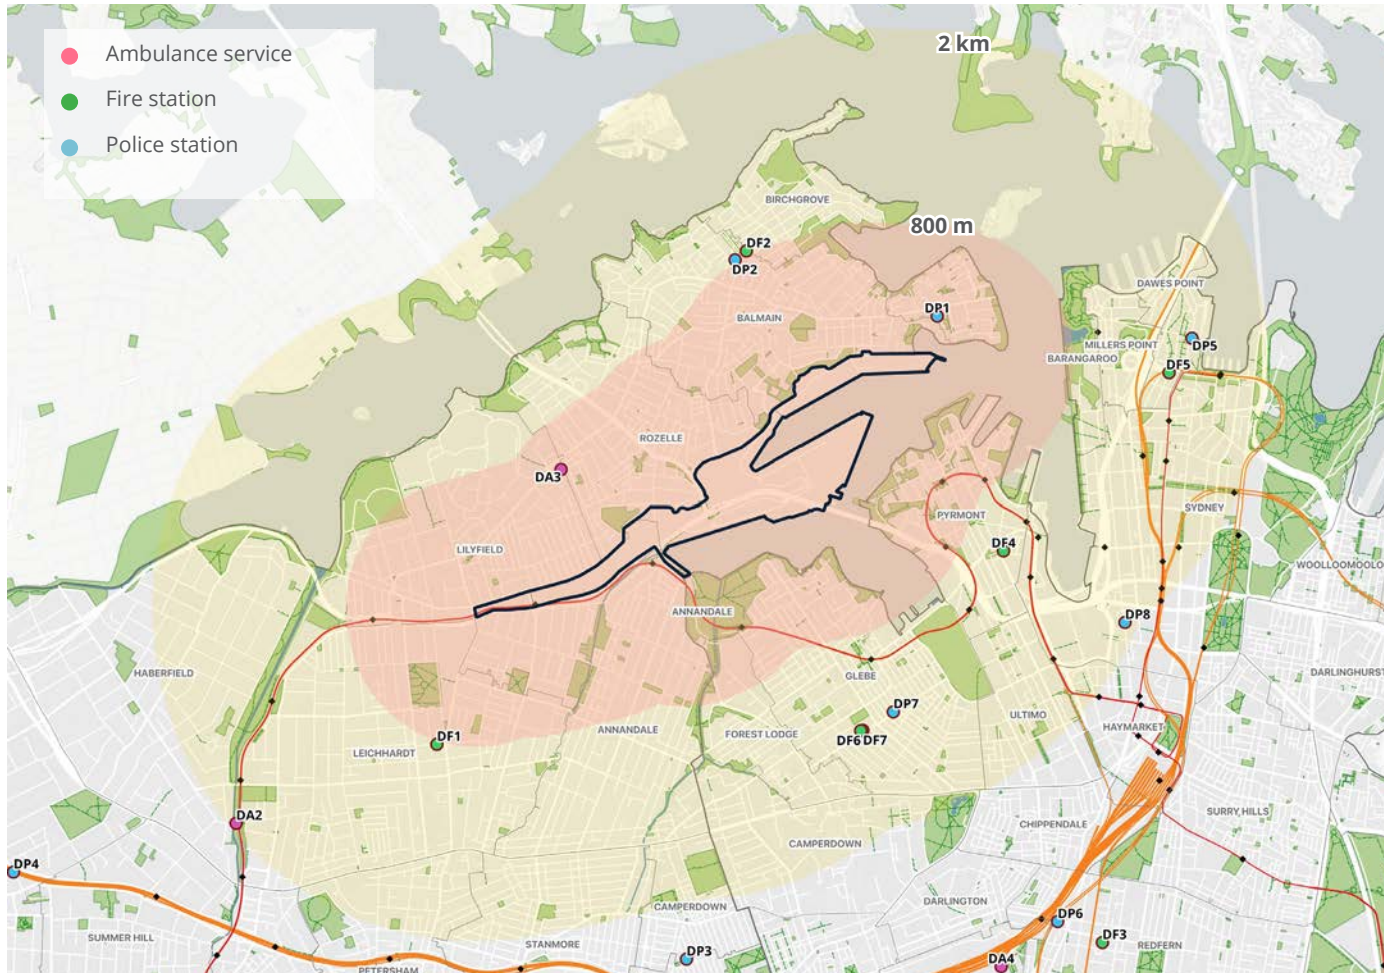 Ambulance service
Fire station
Police station
2 km
800 m
BIRCHGROVE
DF2
DP2
BALMAIN
DP1
DAWES POINT
MILLERS POINT
BARANGAROO
DP5
DF5
ROZELLE
DA3
PYRMONT
SYDNEY
LILYFIELD
DF4
WOOLLOOMOOLO
ANNANDALE
DP8
HABERFIELD
GLEBE
DARLINGHURST
DP7
ULTIMO
HAYMARKET
LEICHHARDT
DF1
ANNANDALE
FOREST LODGE
DF6 DF7
DA2
SURRY HILLS
CHIPPENDALE
CAMPERDOWN
DP4
DARLINGTON
CAMPERDOWN
DP6
SUMMER HILL
STANMORE
DP3
DF3
REDFERN
DA4
PETERSHAM